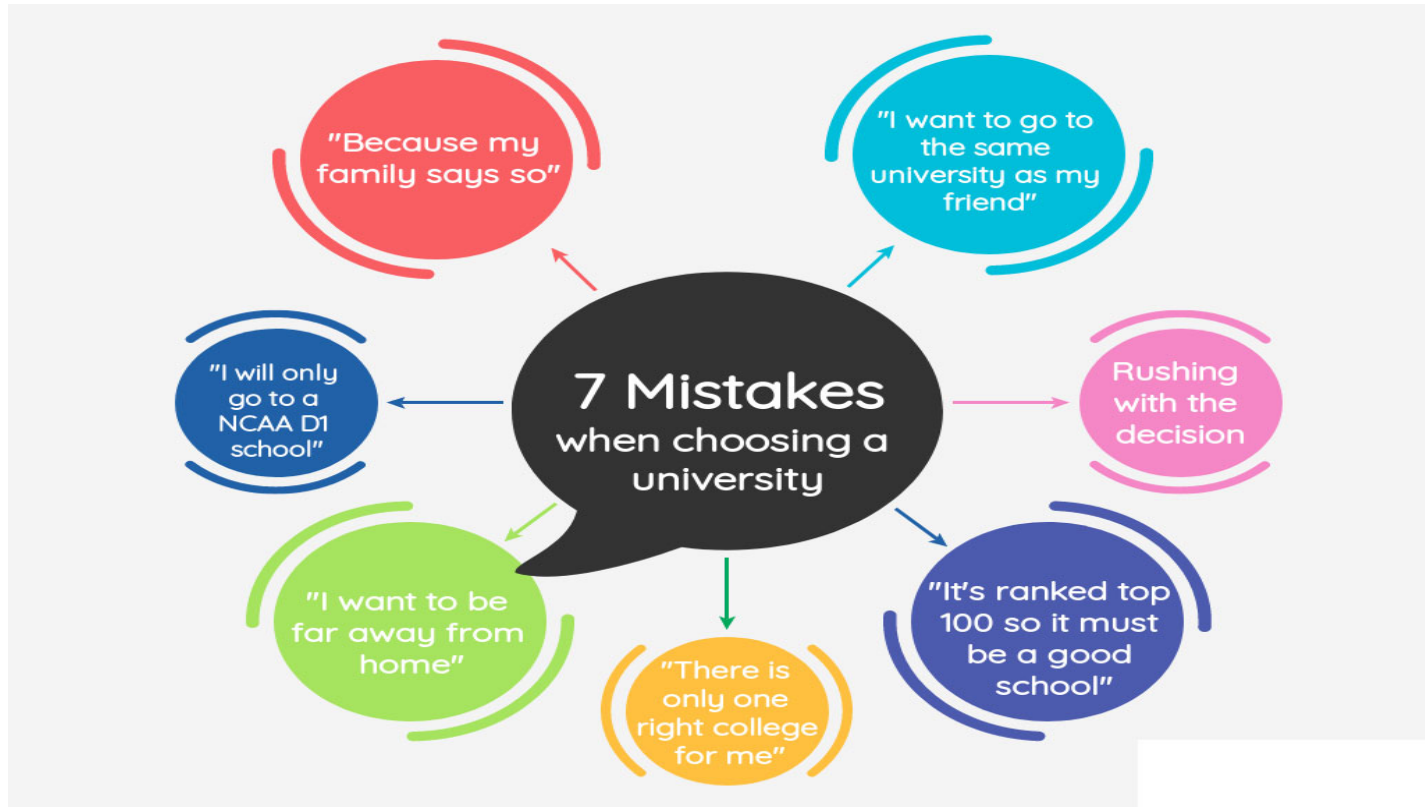 "Because my
family says so"
"I want to go to
the same
university as my
friend"
"I will only
go to a
NCAA D1
school"
7 Mistakes
when choosing a
university
Rushing
with the
decision
"I want to be
far away from
home"
"There is
only one
right college
for me"
"It's ranked top
100 so it must
be a good
school"